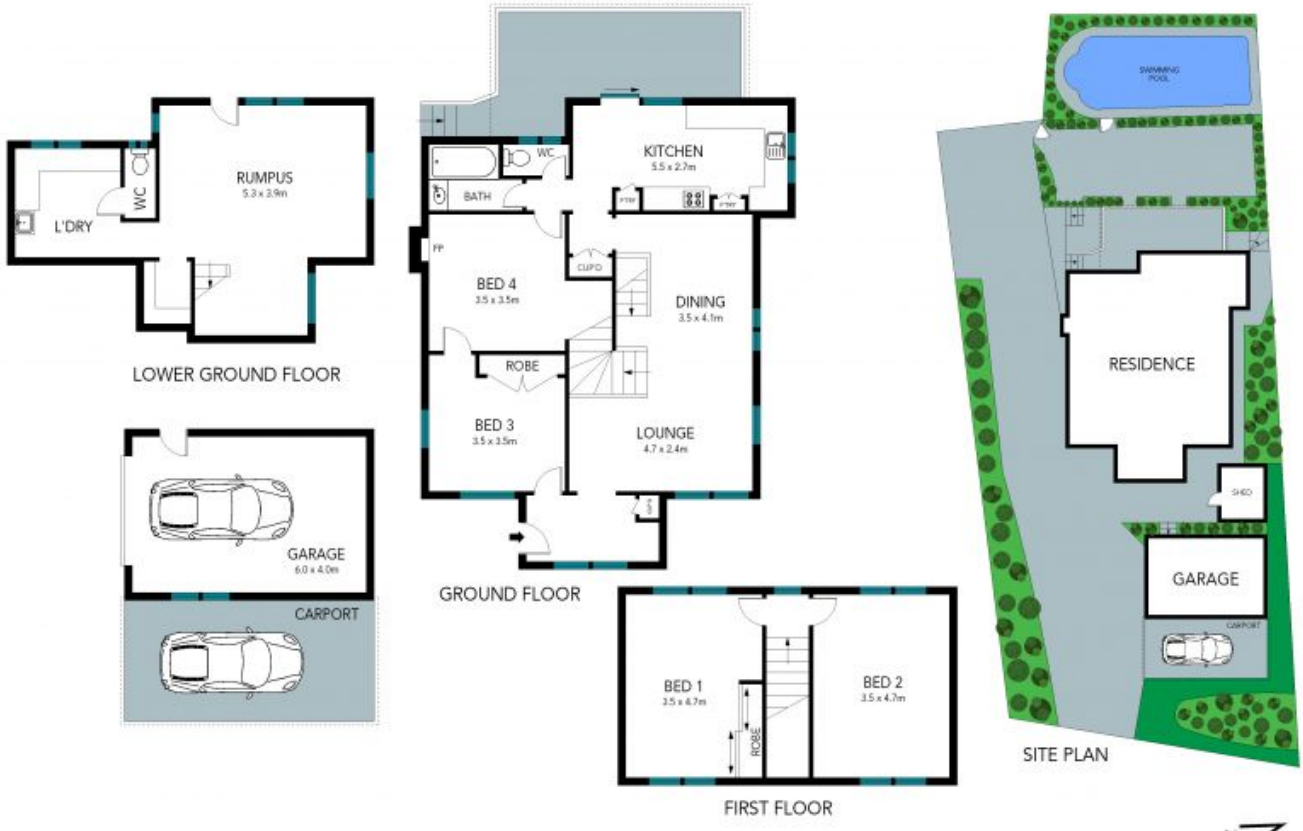 RUMPUS
5.3 x 3.9m
WC
L'DRY
LOWER GROUND FLOOR
GARAGE
6.0 x 4.0m
CARPORT
KITCHEN
5.5 x 2.7m
WC
BATH
P'TRY
P'TRY
FP
CUP'D
BED 4
3.5 x 3.5m
DINING
3.5 x 4.1m
ROBE
BED 3
3.5 x 3.5m
LOUNGE
4.7 x 2.4m
GROUND FLOOR
BED 1
3.5 x 4.7m
ROBE
BED 2
3.5 x 4.7m
FIRST FLOOR
SWIMMING
POOL
RESIDENCE
SHED
GARAGE
CARPORT
SITE PLAN